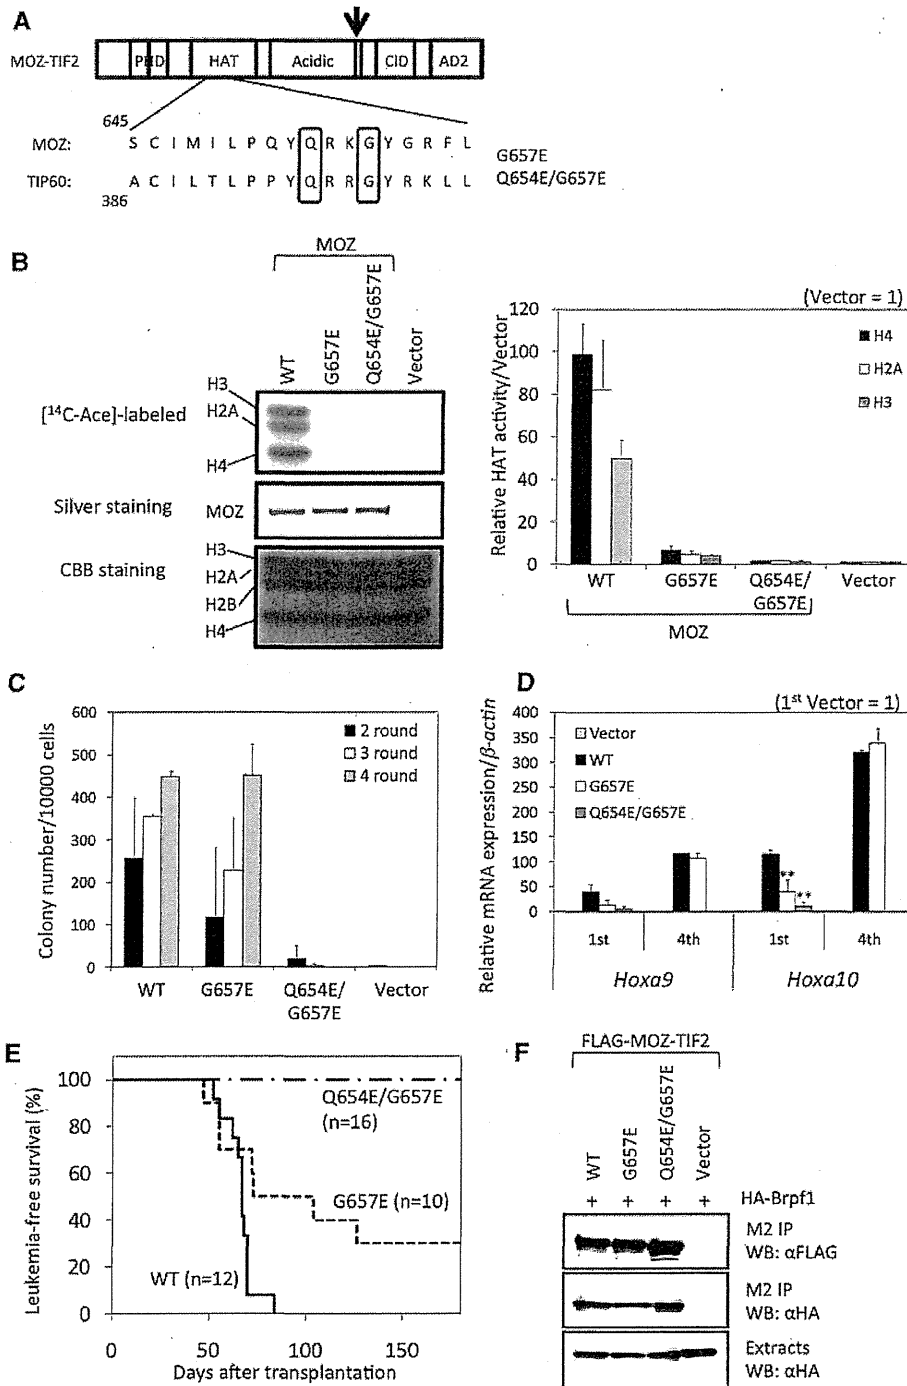 A
MOZ-TIF2
PHD
HAT
Acidic
CID
AD2
645
MOZ: S C I M I L P Q Y Q R K G Y G R F L
TIP60: A C I L T L P P Y Q R R G Y R K L L
386
G657E
Q654E/G657E
B
MOZ
WT
G657E
Q654E/G657E
Vector
[14C-Ace]-labeled
H3
H2A
H4
Silver staining
MOZ
CBB staining
H3
H2A
H2B
H4
(Vector = 1)
Relative HAT activity/Vector
120
100
80
60
40
20
0
H4
H2A
H3
WT
G657E
Q654E/
G657E
Vector
MOZ
C
Colony number/10000 cells
600
500
400
300
200
100
0
2 round
3 round
4 round
WT
G657E
Q654E/
G657E
Vector
D
(1st Vector = 1)
Relative mRNA expression/β-actin
400
350
300
250
200
150
100
50
0
Vector
WT
G657E
Q654E/G657E
**
**
1st
4th
1st
4th
Hoxa9
Hoxa10
E
Leukemia-free survival (%)
100
80
60
40
20
0
Q654E/G657E
(n=16)
G657E (n=10)
WT (n=12)
0
50
100
150
Days after transplantation
F
FLAG-MOZ-TIF2
WT
G657E
Q654E/G657E
Vector
+ + + + HA-Brpf1
M2 IP
WB: αFLAG
M2 IP
WB: αHA
Extracts
WB: αHA